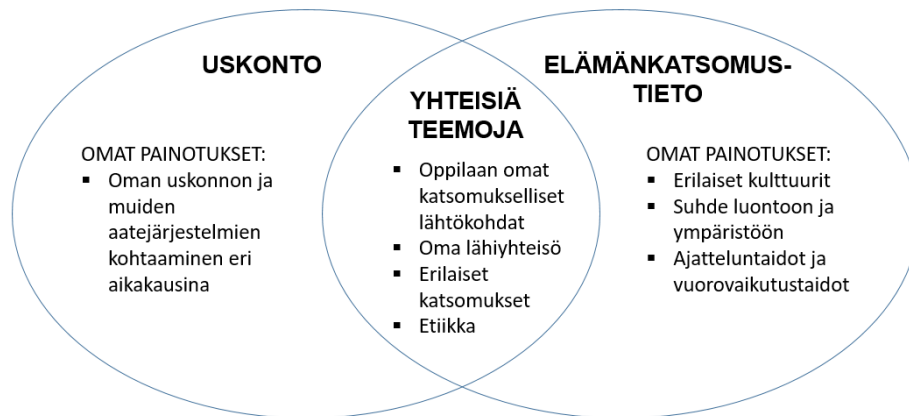 USKONTO
OMAT PAINOTUKSET:
▪ Oman uskonnon ja
muiden
aatejärjestelmien
kohtaaminen eri
aikakausina
YHTEISIÄ
TEEMOJA
▪ Oppilaan omat
katsomukselliset
lähtökohdat
▪ Oma lähiyhteisö
▪ Erilaiset
katsomukset
▪ Etiikka
ELÄMÄNKATSOMUS-
TIETO
OMAT PAINOTUKSET:
▪ Erilaiset kulttuurit
▪ Suhde luontoon ja
ympäristöön
▪ Ajatteluntaidot ja
vuorovaikutustaidot